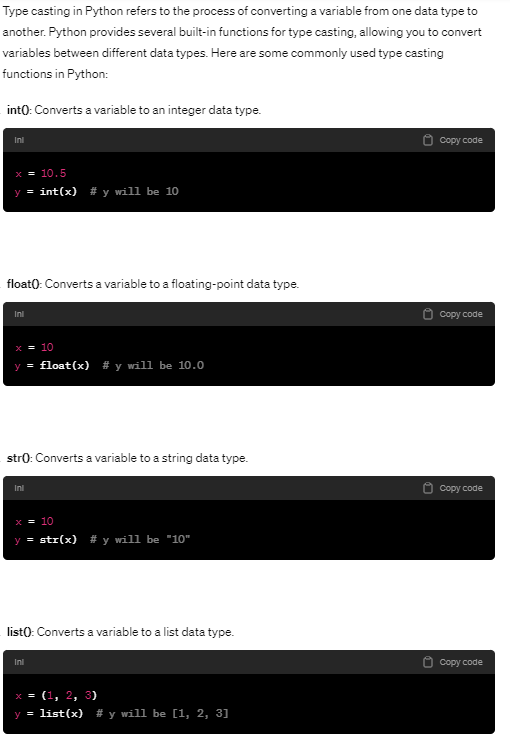 Type casting in Python refers to the process of converting a variable from one data type to
another. Python provides several built-in functions for type casting, allowing you to convert
variables between different data types. Here are some commonly used type casting
functions in Python:
int(): Converts a variable to an integer data type.
ini
Copy code
x = 10.5
y = int(x)  # y will be 10
float(): Converts a variable to a floating-point data type.
ini
Copy code
x = 10
y = float(x)  # y will be 10.0
str(): Converts a variable to a string data type.
ini
Copy code
x = 10
y = str(x)  # y will be "10"
list(): Converts a variable to a list data type.
ini
Copy code
x = (1, 2, 3)
y = list(x)  # y will be [1, 2, 3]